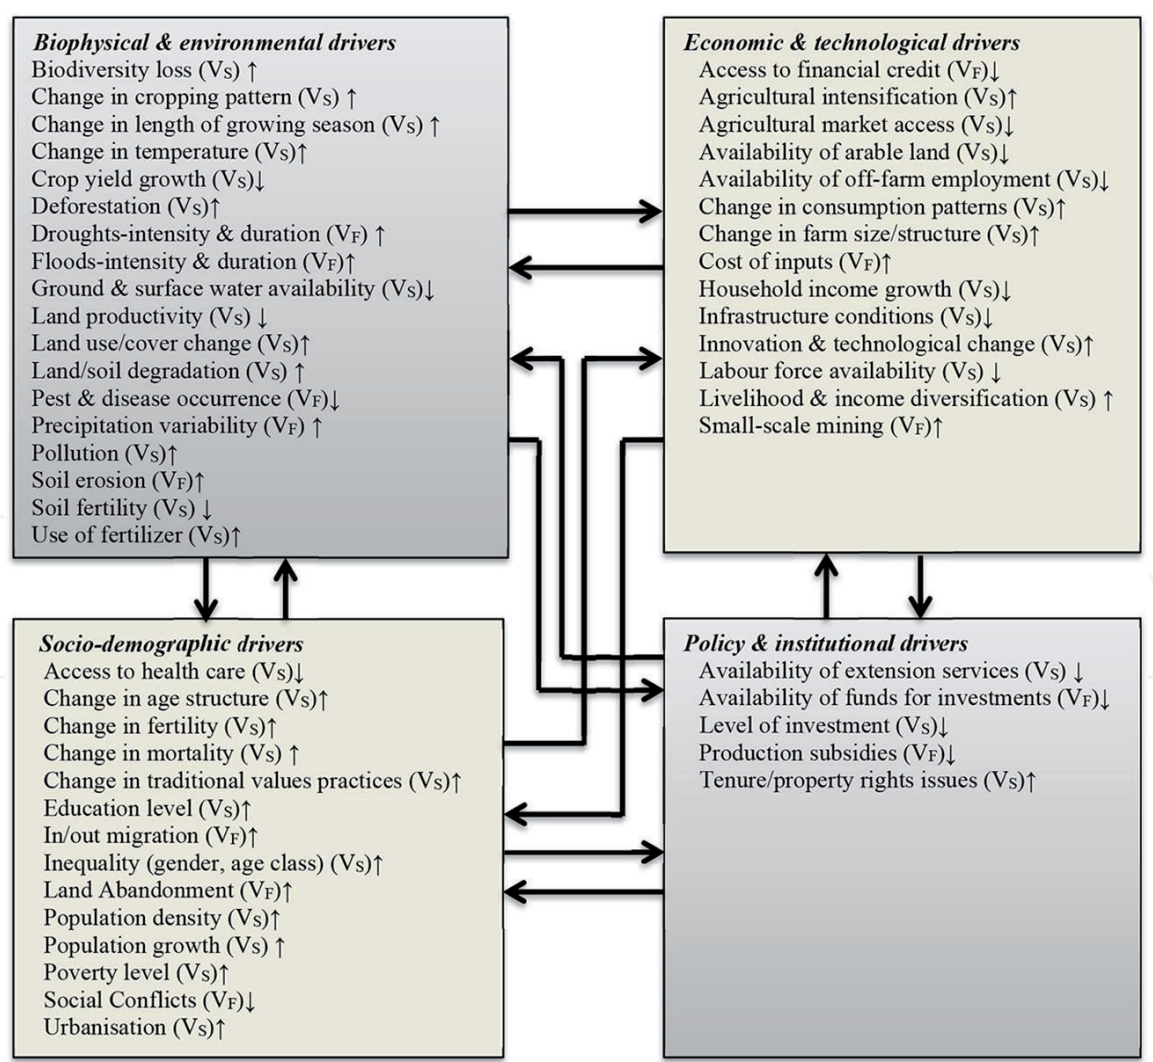 Biophysical & environmental drivers
Biodiversity loss (Vs) ↑
Change in cropping pattern (Vs) ↑
Change in length of growing season (Vs) ↑
Change in temperature (Vs)↑
Crop yield growth (Vs)↓
Deforestation (Vs)↑
Droughts-intensity & duration (VF) ↑
Floods-intensity & duration (VF)↑
Ground & surface water availability (Vs)↓
Land productivity (Vs) ↓
Land use/cover change (Vs)↑
Land/soil degradation (Vs) ↑
Pest & disease occurrence (VF)↓
Precipitation variability (VF) ↑
Pollution (Vs)↑
Soil erosion (VF)↑
Soil fertility (Vs) ↓
Use of fertilizer (Vs)↑
Economic & technological drivers
Access to financial credit (VF)↓
Agricultural intensification (Vs)↑
Agricultural market access (Vs)↓
Availability of arable land (Vs)↓
Availability of off-farm employment (Vs)↓
Change in consumption patterns (Vs)↑
Change in farm size/structure (Vs)↑
Cost of inputs (VF)↑
Household income growth (Vs)↓
Infrastructure conditions (Vs)↓
Innovation & technological change (Vs)↑
Labour force availability (Vs) ↓
Livelihood & income diversification (Vs) ↑
Small-scale mining (VF)↑
Socio-demographic drivers
Access to health care (Vs)↓
Change in age structure (Vs)↑
Change in fertility (Vs)↑
Change in mortality (Vs) ↑
Change in traditional values practices (Vs)↑
Education level (Vs)↑
In/out migration (VF)↑
Inequality (gender, age class) (Vs)↑
Land Abandonment (VF)↑
Population density (Vs)↑
Population growth (Vs) ↑
Poverty level (Vs)↑
Social Conflicts (VF)↓
Urbanisation (Vs)↑
Policy & institutional drivers
Availability of extension services (Vs) ↓
Availability of funds for investments (VF)↓
Level of investment (Vs)↓
Production subsidies (VF)↓
Tenure/property rights issues (Vs)↑